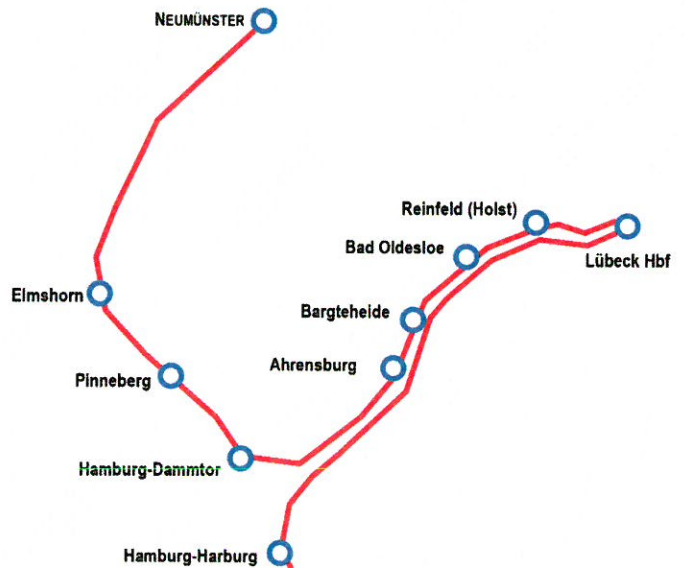 NEUMÜNSTER
Reinfeld (Holst)
Bad Oldesloe
Lübeck Hbf
Elmshorn
Bargteheide
Ahrensburg
Pinneberg
Hamburg-Dammtor
Hamburg-Harburg